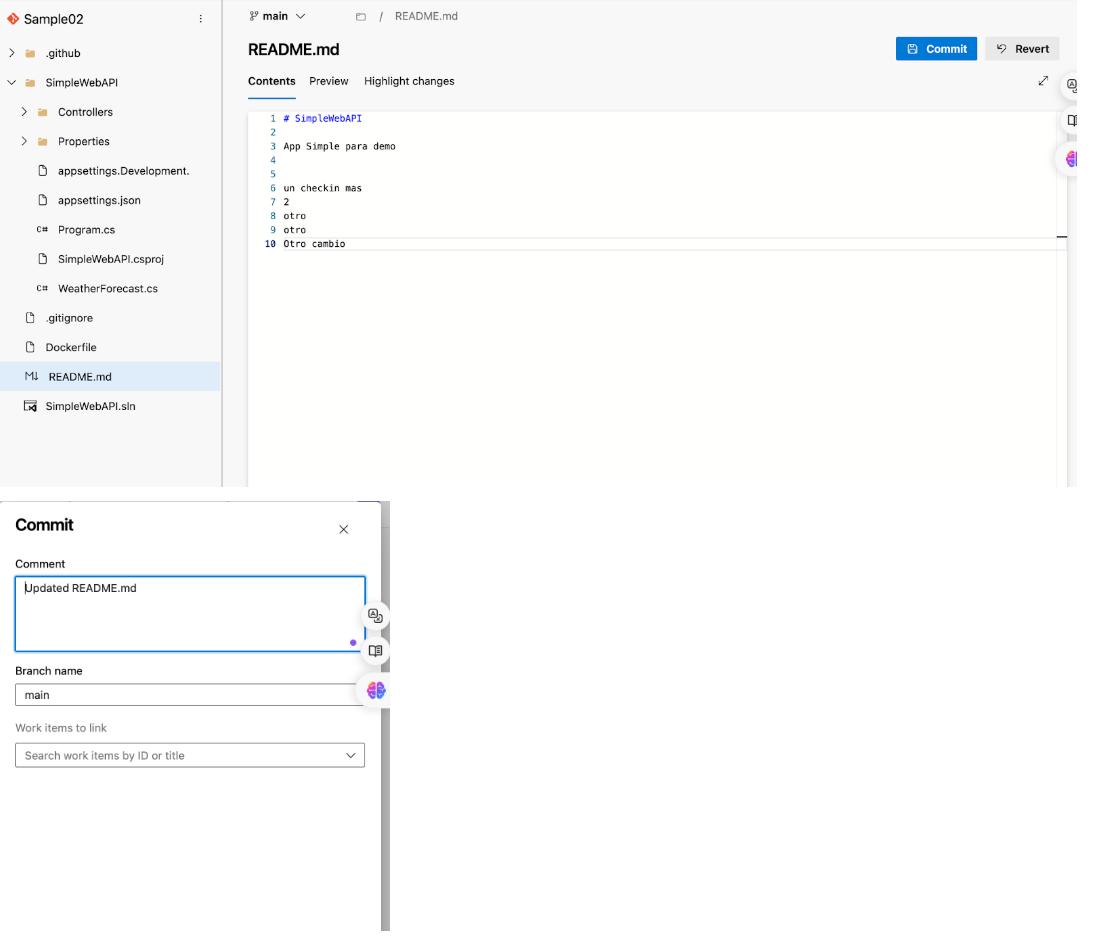 Sample02
.github
SimpleWebAPI
Controllers
Properties
appsettings.Development.
appsettings.json
C# Program.cs
SimpleWebAPI.csproj
C# WeatherForecast.cs
.gitignore
Dockerfile
M↓ README.md
SimpleWebAPI.sln
main / README.md
README.md
Commit Revert
Contents Preview Highlight changes
1 # SimpleWebAPI
2
3 App Simple para demo
4
5
6 un checkin mas
7 2
8 otro
9 otro
10 Otro cambio
Commit
Comment
Updated README.md
Branch name
main
Work items to link
Search work items by ID or title